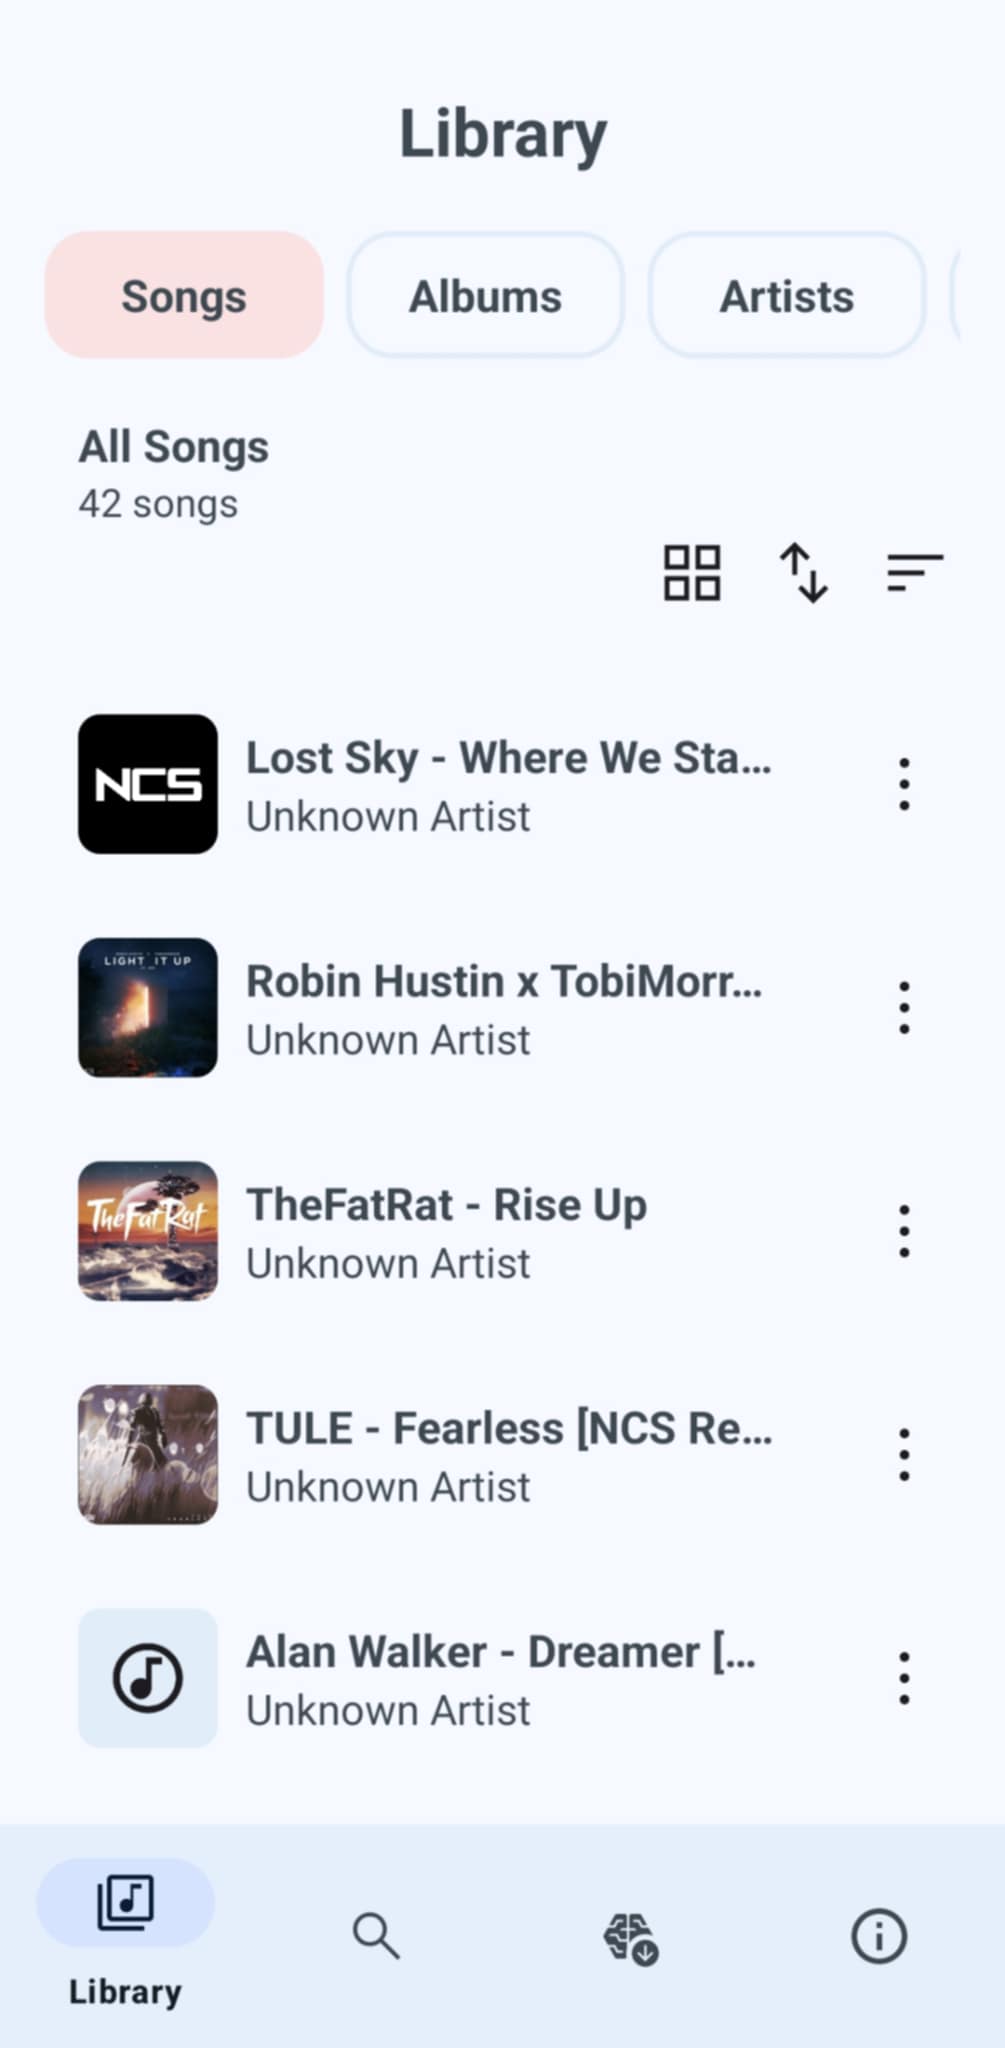 Library
Songs
Albums
Artists
All Songs
42 songs
NCS
Lost Sky - Where We Sta...
Unknown Artist
LIGHT IT UP
Robin Hustin x TobiMorr...
Unknown Artist
TheFatRat
TheFatRat - Rise Up
Unknown Artist
TULE - Fearless [NCS Re...
Unknown Artist
Alan Walker - Dreamer [...
Unknown Artist
Library